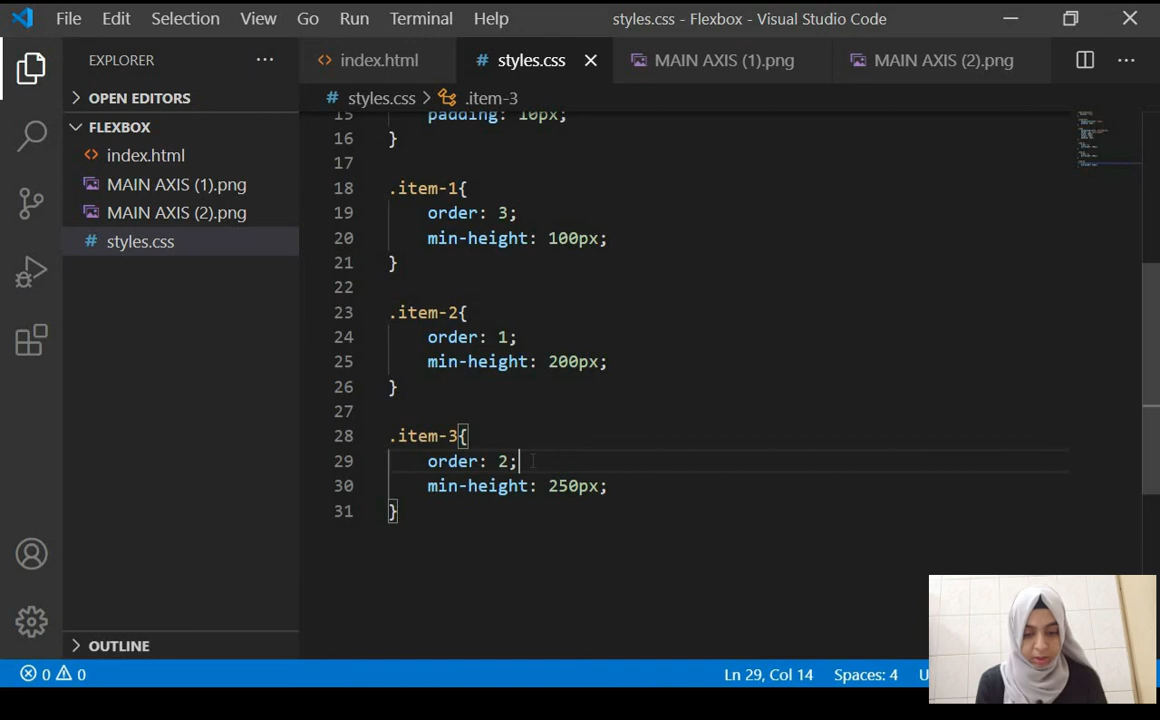 File Edit Selection View Go Run Terminal Help styles.css - Flexbox - Visual Studio Code
EXPLORER
index.html
styles.css
MAIN AXIS (1).png
MAIN AXIS (2).png
OPEN EDITORS
FLEXBOX
index.html
MAIN AXIS (1).png
MAIN AXIS (2).png
styles.css
OUTLINE
styles.css > .item-3
15 padding: 10px;
16 }
17
18 .item-1{
19 order: 3;
20 min-height: 100px;
21 }
22
23 .item-2{
24 order: 1;
25 min-height: 200px;
26 }
27
28 .item-3{
29 order: 2;
30 min-height: 250px;
31 }
0 0 Ln 29, Col 14 Spaces: 4